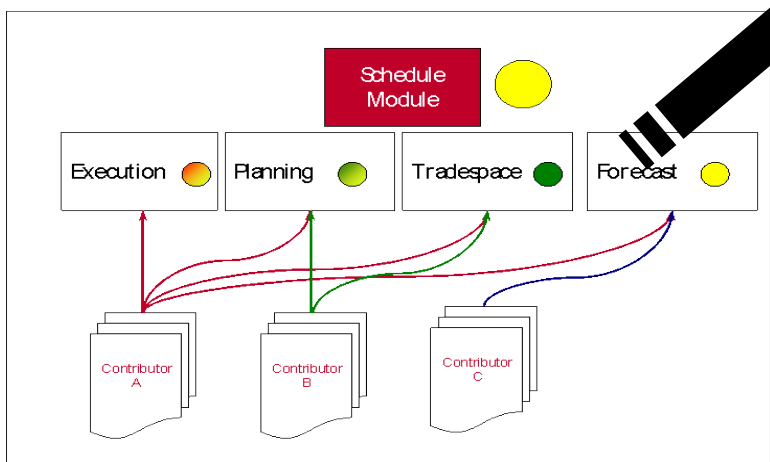 Schedule
Module
Execution
Planning
Tradespace
Forecast
Contributor
A
Contributor
B
Contributor
C